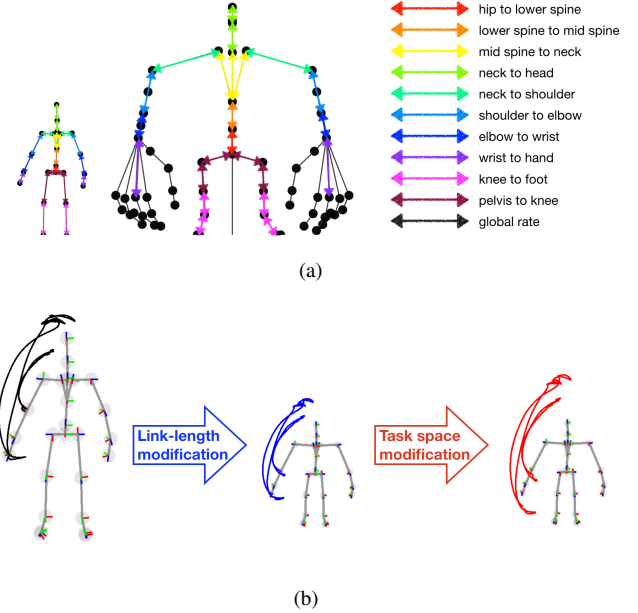 hip to lower spine
lower spine to mid spine
mid spine to neck
neck to head
neck to shoulder
shoulder to elbow
elbow to wrist
wrist to hand
knee to foot
pelvis to knee
global rate
(a)
Link-length
modification
Task space
modification
(b)